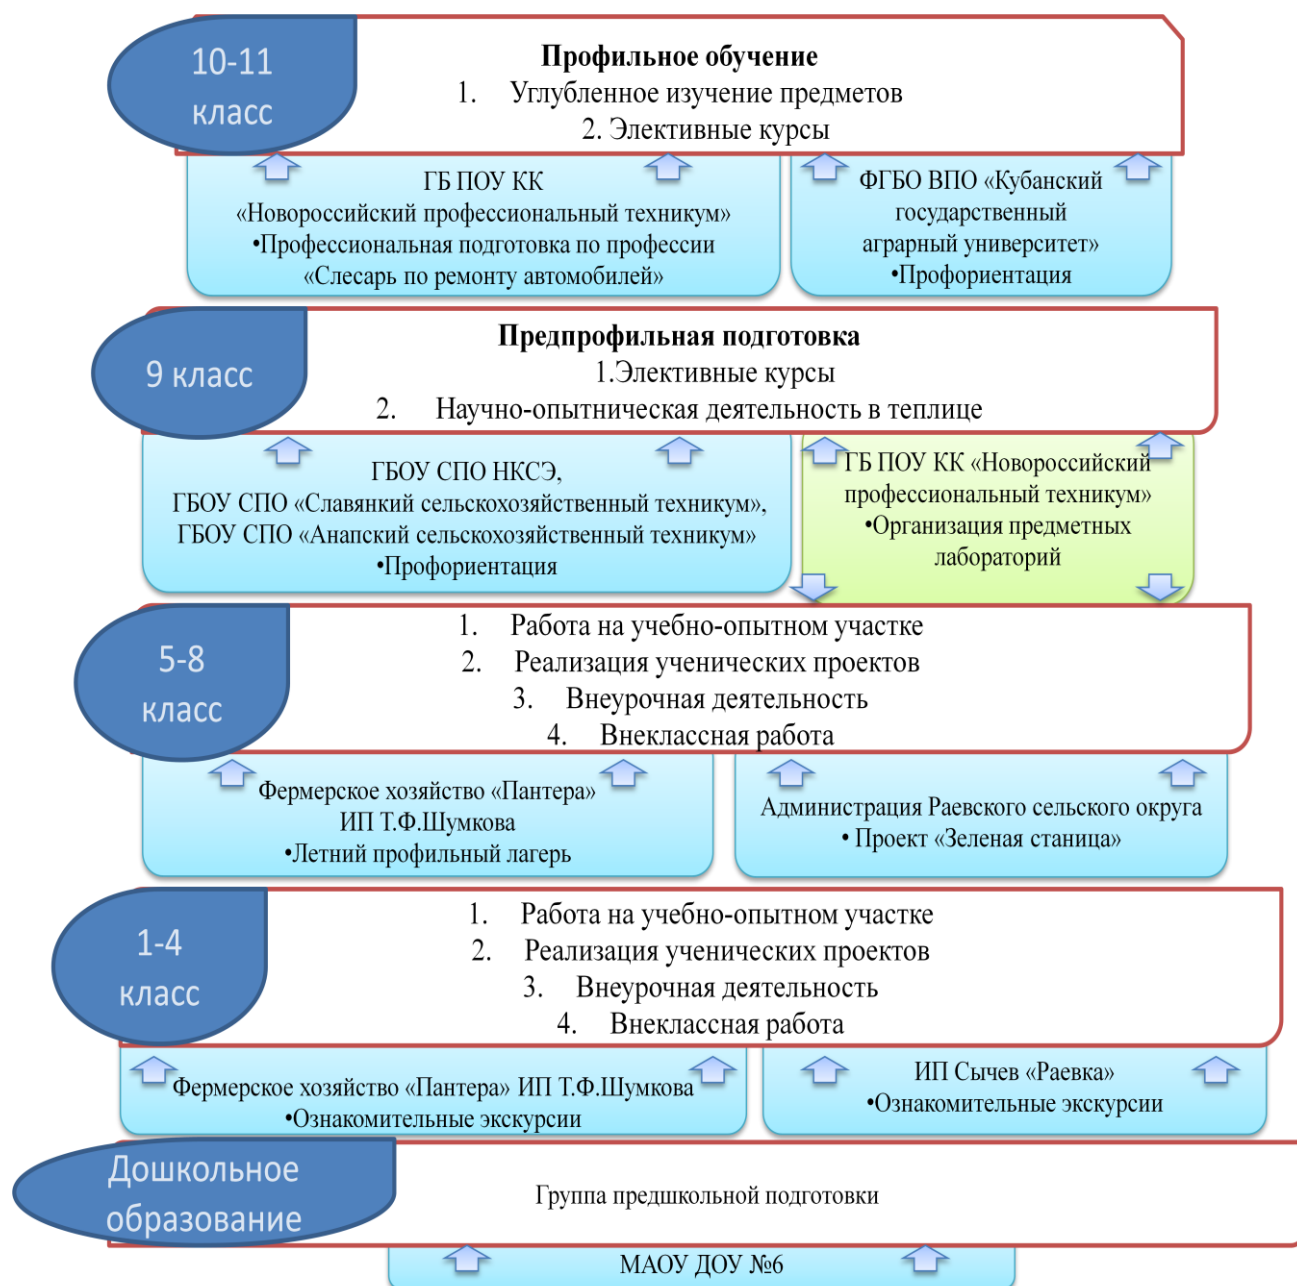 10-11
класс
Профильное обучение
1. Углубленное изучение предметов
2. Элективные курсы
ГБ ПОУ КК
«Новороссийский профессиональный техникум»
•Профессиональная подготовка по профессии
«Слесарь по ремонту автомобилей»
ФГБО ВПО «Кубанский
государственный
аграрный университет»
•Профориентация
9 класс
Предпрофильная подготовка
1.Элективные курсы
2. Научно-опытническая деятельность в теплице
ГБОУ СПО НКСЭ,
ГБОУ СПО «Славянкий сельскохозяйственный техникум»,
ГБОУ СПО «Анапский сельскохозяйственный техникум»
•Профориентация
ГБ ПОУ КК «Новороссийский
профессиональный техникум»
•Организация предметных
лабораторий
5-8
класс
1. Работа на учебно-опытном участке
2. Реализация ученических проектов
3. Внеурочная деятельность
4. Внеклассная работа
Фермерское хозяйство «Пантера»
ИП Т.Ф.Шумкова
•Летний профильный лагерь
Администрация Раевского сельского округа
• Проект «Зеленая станица»
1-4
класс
1. Работа на учебно-опытном участке
2. Реализация ученических проектов
3. Внеурочная деятельность
4. Внеклассная работа
Фермерское хозяйство «Пантера» ИП Т.Ф.Шумкова
•Ознакомительные экскурсии
ИП Сычев «Раевка»
•Ознакомительные экскурсии
Дошкольное
образование
Группа предшкольной подготовки
МАОУ ДОУ №6